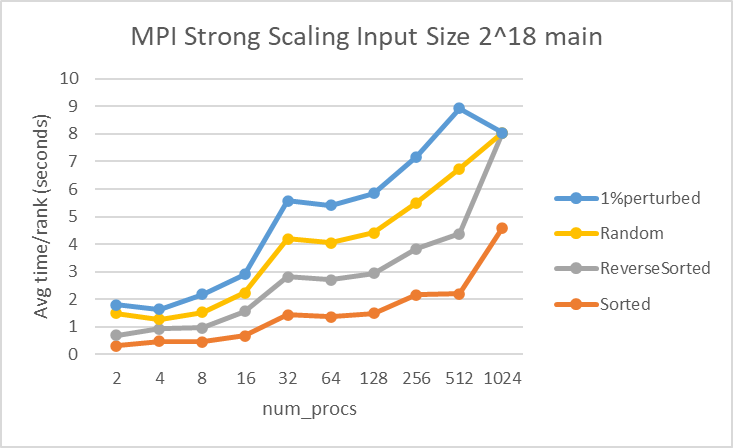 MPI Strong Scaling Input Size 2^18 main
10
9
8
7
6
5
4
3
2
1
0
Avg time/rank (seconds)
2 4 8 16 32 64 128 256 512 1024
num_procs
1%perturbed
Random
ReverseSorted
Sorted